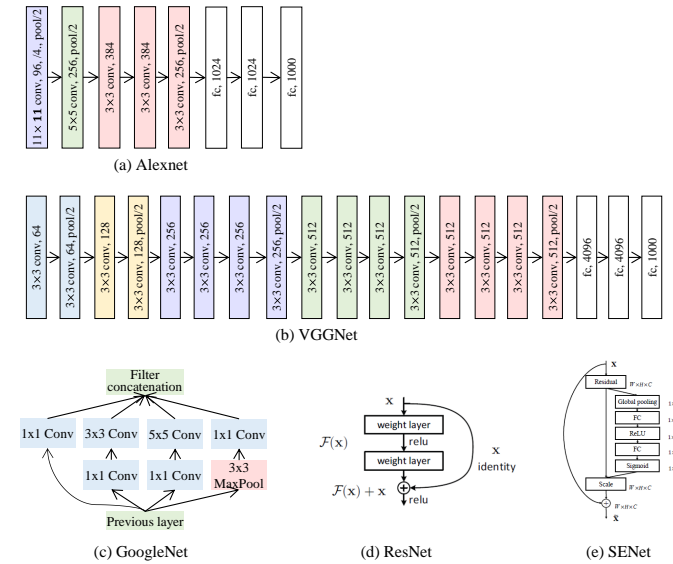 11×11 conv, 96, /4., pool/2
5×5 conv, 256, pool/2
3×3 conv, 384
3×3 conv, 384
3×3 conv, 256, pool/2
fc, 1024
fc, 1024
fc, 1000
(a) Alexnet
3×3 conv, 64
3×3 conv, 64, pool/2
3×3 conv, 128
3×3 conv, 128, pool/2
3×3 conv, 256
3×3 conv, 256
3×3 conv, 256
3×3 conv, 256, pool/2
3×3 conv, 512
3×3 conv, 512
3×3 conv, 512
3×3 conv, 512, pool/2
3×3 conv, 512
3×3 conv, 512
3×3 conv, 512
3×3 conv, 512, pool/2
fc, 4096
fc, 4096
fc, 1000
(b) VGGNet
Filter
concatenation
1x1 Conv
3x3 Conv
5x5 Conv
1x1 Conv
1x1 Conv
1x1 Conv
3x3
MaxPool
Previous layer
(c) GoogleNet
x
weight layer
F(x)
relu
weight layer
x
identity
F(x) + x
relu
(d) ResNet
x
Residual
W×H×C
Global pooling
FC
ReLU
FC
Sigmoid
Scale
W×H×C
+
W×H×C
x̃
(e) SENet